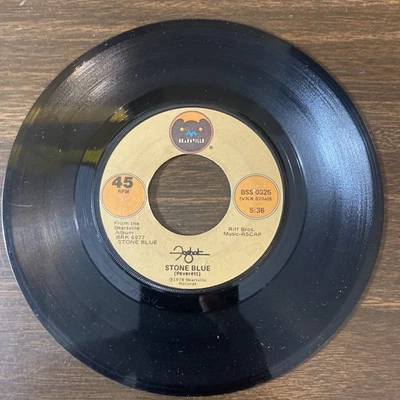 BEARSVILLE
45
RPM
BSS 0325
5:36
From the
Bearsville
Album
BRK 6977
STONE BLUE
Riff Bros.
Music-ASCAP
Foghat
STONE BLUE
(Peverett)
℗1978 Bearsville
Records